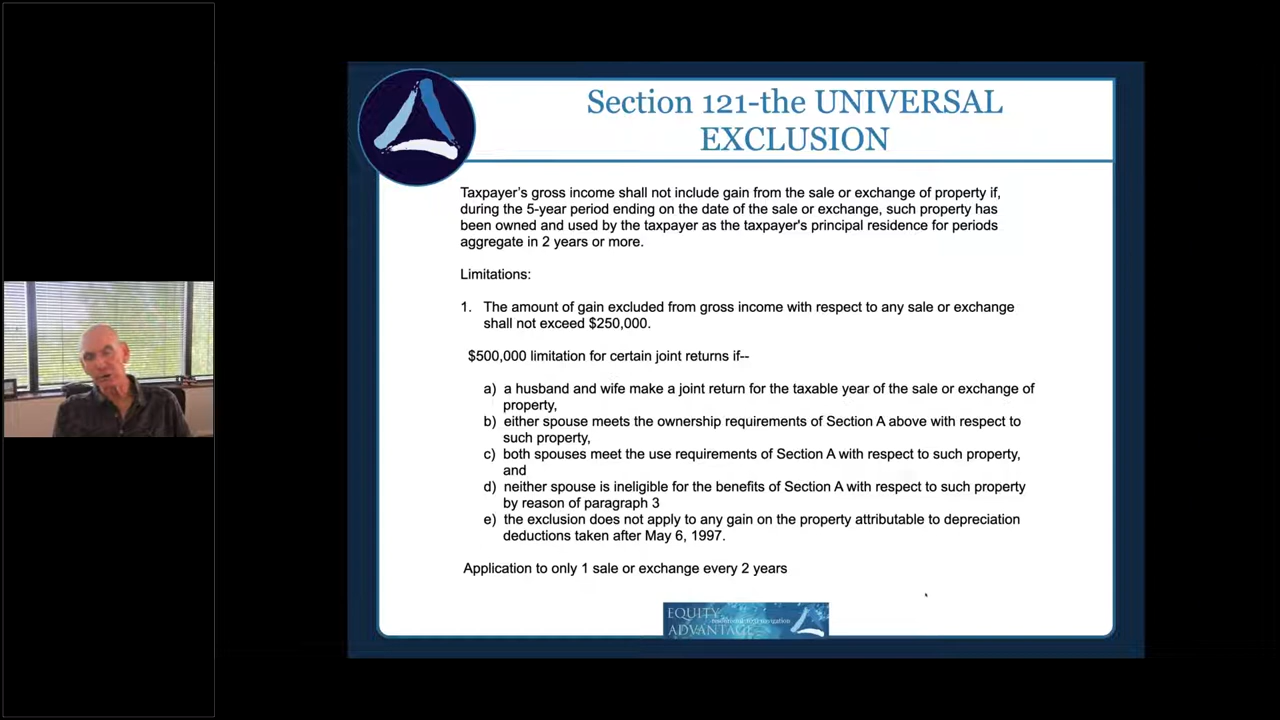 Section 121-the UNIVERSAL
EXCLUSION
Taxpayer's gross income shall not include gain from the sale or exchange of property if,
during the 5-year period ending on the date of the sale or exchange, such property has
been owned and used by the taxpayer as the taxpayer's principal residence for periods
aggregate in 2 years or more.
Limitations:
1. The amount of gain excluded from gross income with respect to any sale or exchange
shall not exceed $250,000.
$500,000 limitation for certain joint returns if--
a) a husband and wife make a joint return for the taxable year of the sale or exchange of
property,
b) either spouse meets the ownership requirements of Section A above with respect to
such property,
c) both spouses meet the use requirements of Section A with respect to such property,
and
d) neither spouse is ineligible for the benefits of Section A with respect to such property
by reason of paragraph 3
e) the exclusion does not apply to any gain on the property attributable to depreciation
deductions taken after May 6, 1997.
Application to only 1 sale or exchange every 2 years
EQUITY
ADVANTAGE